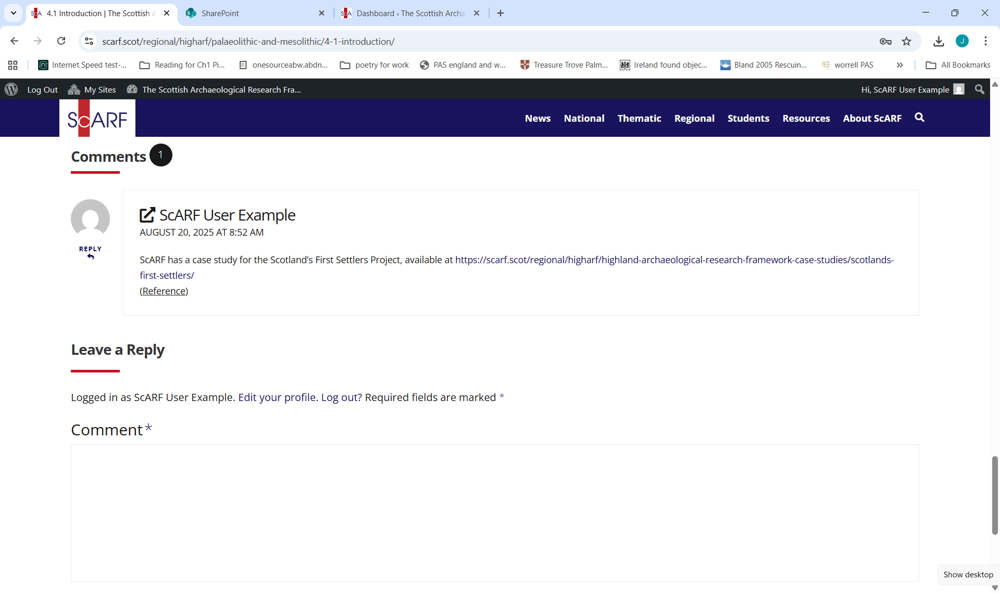 4.1 Introduction | The Scottish A
SharePoint
Dashboard ‹ The Scottish Archa
scarf.scot/regional/higharf/palaeolithic-and-mesolithic/4-1-introduction/
J
Internet Speed test-...
Reading for Ch1 Pi...
onesourceabw.abdn...
poetry for work
PAS england and w...
Treasure Trove Palm...
Ireland found objec...
Bland 2005 Rescuin...
worrell PAS
»
All Bookmarks
Log Out
My Sites
The Scottish Archaeological Research Fra...
Hi, ScARF User Example
ScARF
News
National
Thematic
Regional
Students
Resources
About ScARF
Comments 1
ScARF User Example
AUGUST 20, 2025 AT 8:52 AM
REPLY
ScARF has a case study for the Scotland’s First Settlers Project, available at https://scarf.scot/regional/higharf/highland-archaeological-research-framework-case-studies/scotlands-
first-settlers/
(Reference)
Leave a Reply
Logged in as ScARF User Example. Edit your profile. Log out? Required fields are marked *
Comment*
Show desktop